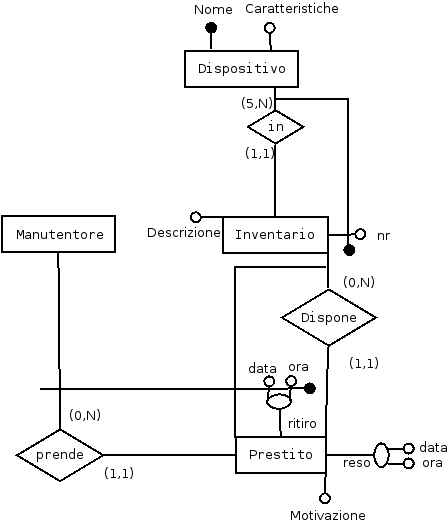 Nome Caratteristiche
Dispositivo
(5,N)
in
(1,1)
Descrizione Inventario nr
Manutentore
(0,N)
Dispone
(1,1)
data ora
(0,N) ritiro
prende Prestito reso data
ora
(1,1)
Motivazione